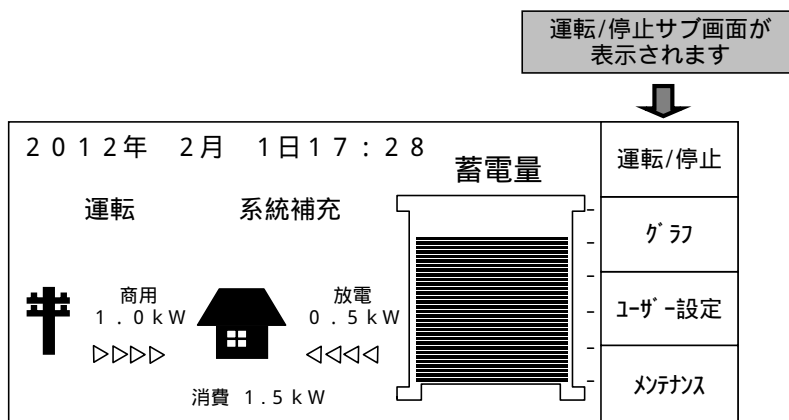 運転/停止サブ画面が
表示されます
2012年 2月 1日17:28
蓄電量
運転/停止
運転 系統補充
グラフ
商用
1.0kW
放電
0.5kW
ユーザー設定
消費 1.5kW
メンテナンス